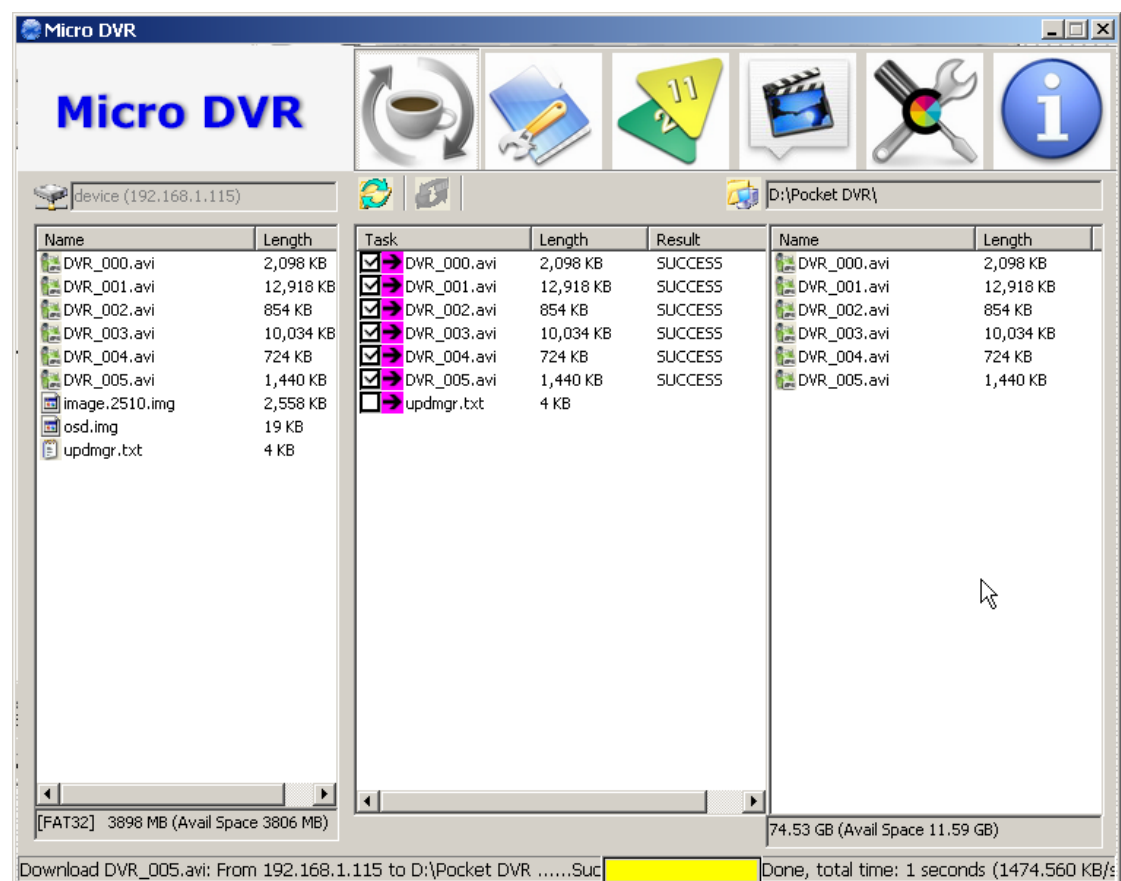 Micro DVR
Micro DVR
11
2
device (192.168.1.115)
D:\Pocket DVR\
Name Length
DVR_000.avi 2,098 KB
DVR_001.avi 12,918 KB
DVR_002.avi 854 KB
DVR_003.avi 10,034 KB
DVR_004.avi 724 KB
DVR_005.avi 1,440 KB
image.2510.img 2,558 KB
osd.img 19 KB
updmgr.txt 4 KB
[FAT32] 3898 MB (Avail Space 3806 MB)
Task Length Result
DVR_000.avi 2,098 KB SUCCESS
DVR_001.avi 12,918 KB SUCCESS
DVR_002.avi 854 KB SUCCESS
DVR_003.avi 10,034 KB SUCCESS
DVR_004.avi 724 KB SUCCESS
DVR_005.avi 1,440 KB SUCCESS
updmgr.txt 4 KB
Name Length
DVR_000.avi 2,098 KB
DVR_001.avi 12,918 KB
DVR_002.avi 854 KB
DVR_003.avi 10,034 KB
DVR_004.avi 724 KB
DVR_005.avi 1,440 KB
74.53 GB (Avail Space 11.59 GB)
Download DVR_005.avi: From 192.168.1.115 to D:\Pocket DVR ......Suc
Done, total time: 1 seconds (1474.560 KB/s